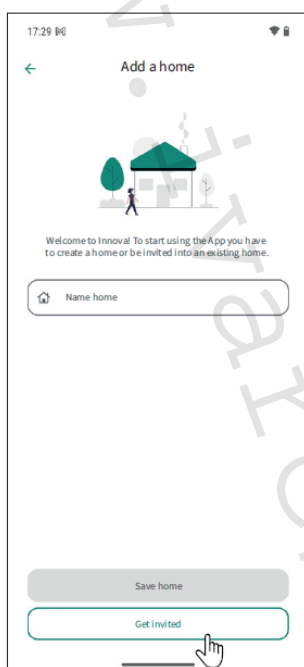 17:29
Add a home
Welcome to Innova! To start using the App you have
to create a home or be invited into an existing home.
Name home
Save home
Get invited